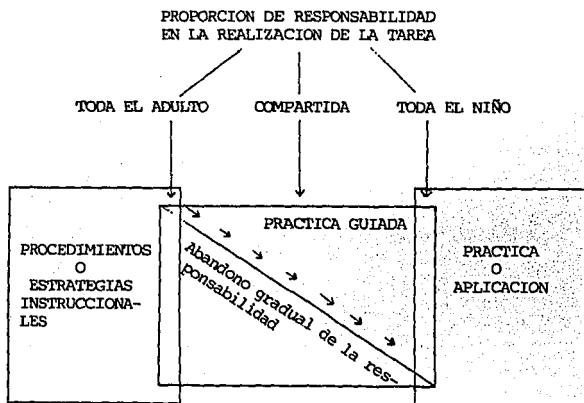 PROPORCION DE RESPONSABILIDAD
EN LA REALIZACION DE LA TAREA
TODA EL ADULTO COMPARTIDA TODA EL NIÑO
PROCEDIMIENTOS
O
ESTRATEGIAS
INSTRUCCIONA-
LES
PRACTICA GUIADA
Abandono gradual de la res-
ponsabilidad
PRACTICA
O
APLICACION